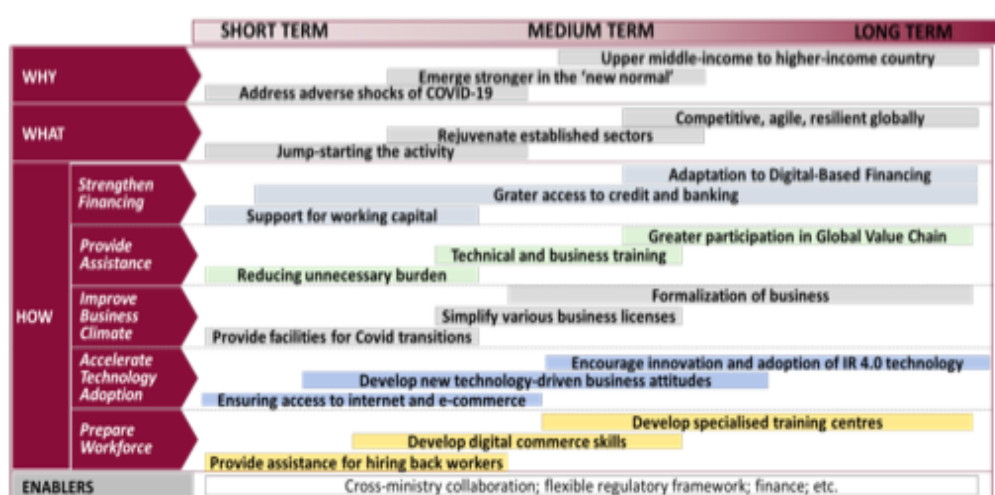 SHORT TERM MEDIUM TERM LONG TERM
WHY
Upper middle-income to higher-income country
Emerge stronger in the ‘new normal’
Address adverse shocks of COVID-19
WHAT
Competitive, agile, resilient globally
Rejuvenate established sectors
Jump-starting the activity
HOW
Strengthen
Financing
Adaptation to Digital-Based Financing
Grater access to credit and banking
Support for working capital
Provide
Assistance
Greater participation in Global Value Chain
Technical and business training
Reducing unnecessary burden
Improve
Business
Climate
Formalization of business
Simplify various business licenses
Provide facilities for Covid transitions
Accelerate
Technology
Adoption
Encourage innovation and adoption of IR 4.0 technology
Develop new technology-driven business attitudes
Ensuring access to internet and e-commerce
Prepare
Workforce
Develop specialised training centres
Develop digital commerce skills
Provide assistance for hiring back workers
ENABLERS
Cross-ministry collaboration; flexible regulatory framework; finance; etc.